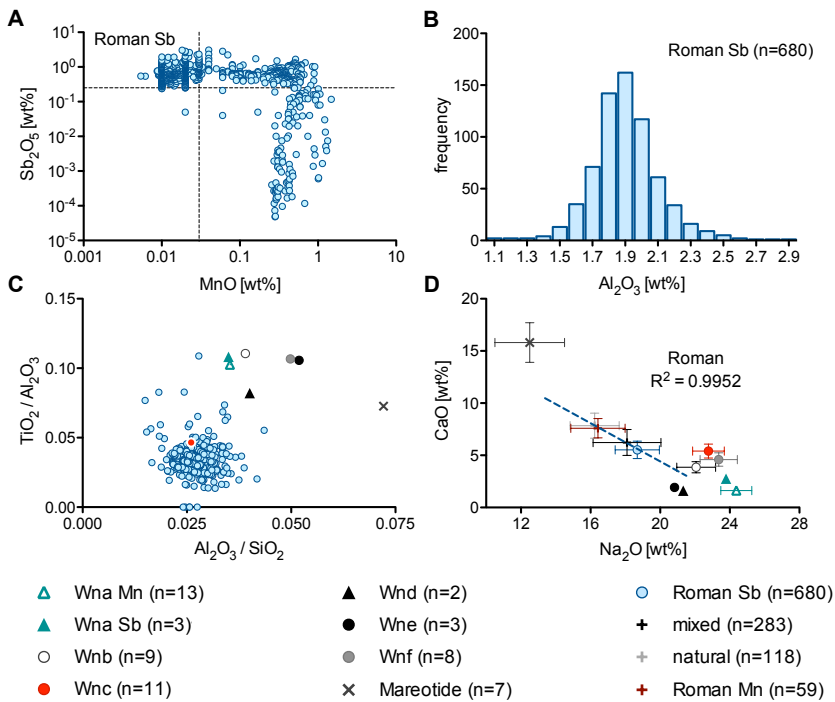 A
Roman Sb
Sb₂O₅ [wt%]
10¹
10⁰
10⁻¹
10⁻²
10⁻³
10⁻⁴
10⁻⁵
0.001 0.01 0.1 1 10
MnO [wt%]
B
Roman Sb (n=680)
frequency
200
150
100
50
0
1.1 1.3 1.5 1.7 1.9 2.1 2.3 2.5 2.7 2.9
Al₂O₃ [wt%]
C
TiO₂ / Al₂O₃
0.15
0.10
0.05
0.00
0.000 0.025 0.050 0.075
Al₂O₃ / SiO₂
D
Roman
R² = 0.9952
CaO [wt%]
20
15
10
5
0
12 16 20 24 28
Na₂O [wt%]
Wna Mn (n=13)
Wna Sb (n=3)
Wnb (n=9)
Wnc (n=11)
Wnd (n=2)
Wne (n=3)
Wnf (n=8)
Mareotide (n=7)
Roman Sb (n=680)
mixed (n=283)
natural (n=118)
Roman Mn (n=59)